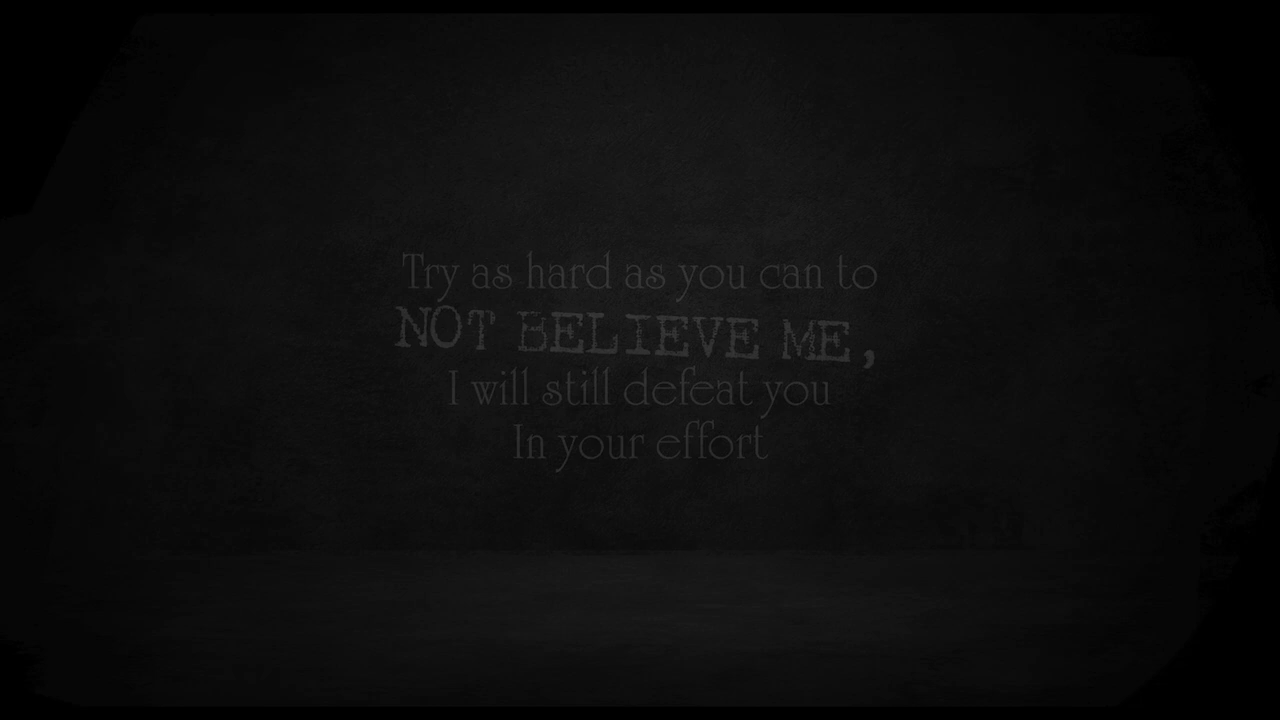 Try as hard as you can to
NOT BELIEVE ME,
I will still defeat you
In your effort